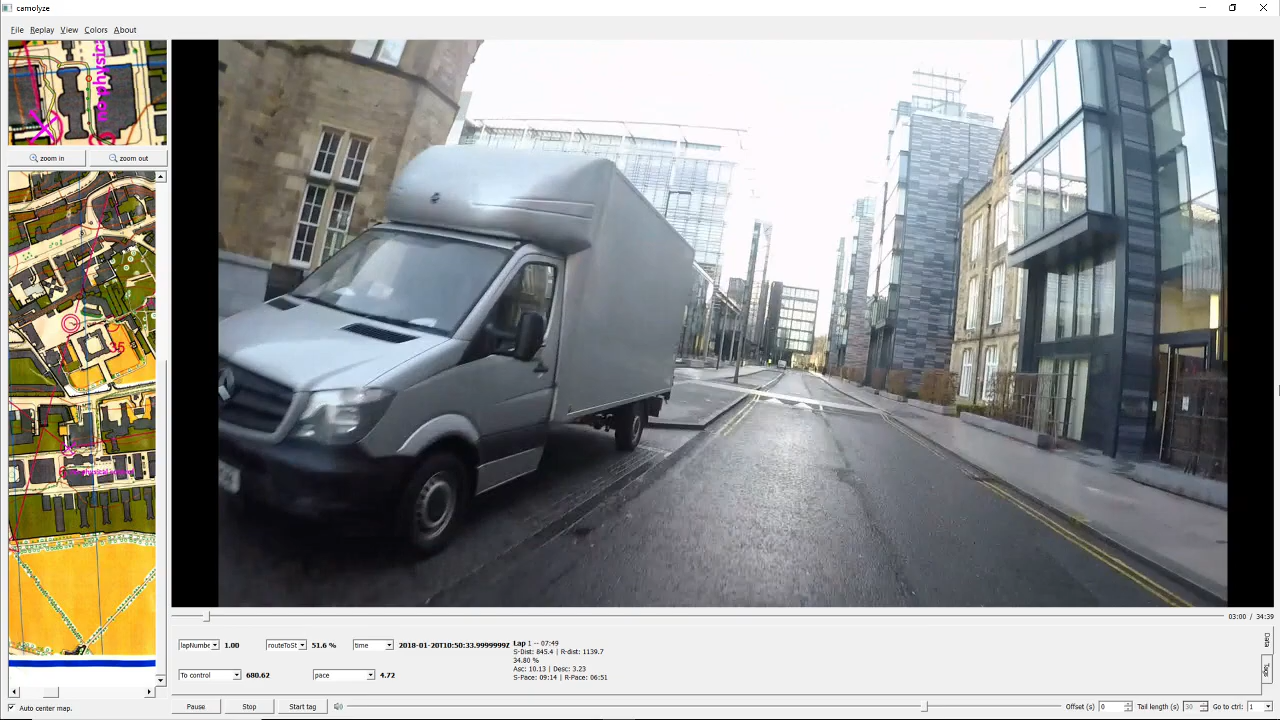 camolyze
File Replay View Colors About
no physica
zoom in
zoom out
35
Pause
Stop
Start tag
03:00 / 34:39
lapNumbe
1.00
routeToSt
51.6 %
time
2018-01-20T10:50:33.9999999Z
To control
680.62
pace
4.72
Lap 1 -- 07:49
S-Dist: 845.4 | R-dist: 1139.7
34.80 %
Asc: 10.13 | Desc: 3.23
S-Pace: 09:14 | R-Pace: 06:51
Data
Tags
Auto center map.
Offset (s) 0
Tail length (s) 30
Go to ctrl: 1